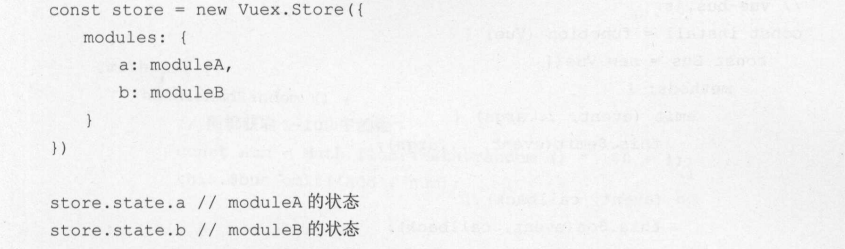 const store = new Vuex.Store({
    modules: {
        a: moduleA,
        b: moduleB
    }
})

store.state.a // moduleA 的状态
store.state.b // moduleB 的状态